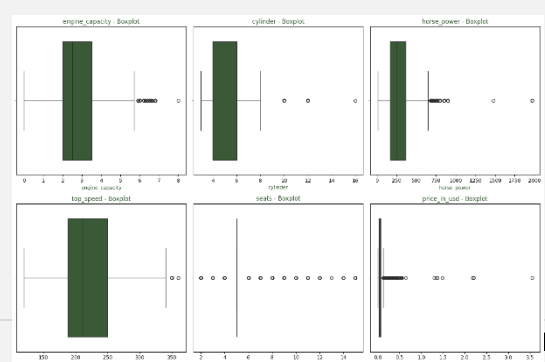 engine_capacity - Boxplot
cylinder - Boxplot
horse_power - Boxplot
0 1 2 3 4 5 6 7 8
4 6 8 10 12 14 16
0 250 500 750 1000 1250 1500 1750 2000
engine_capacity
cylinder
horse_power
top_speed - Boxplot
seats - Boxplot
price_in_usd - Boxplot
150 200 250 300 350
2 4 6 8 10 12 14
0.0 0.5 1.0 1.5 2.0 2.5 3.0 3.5